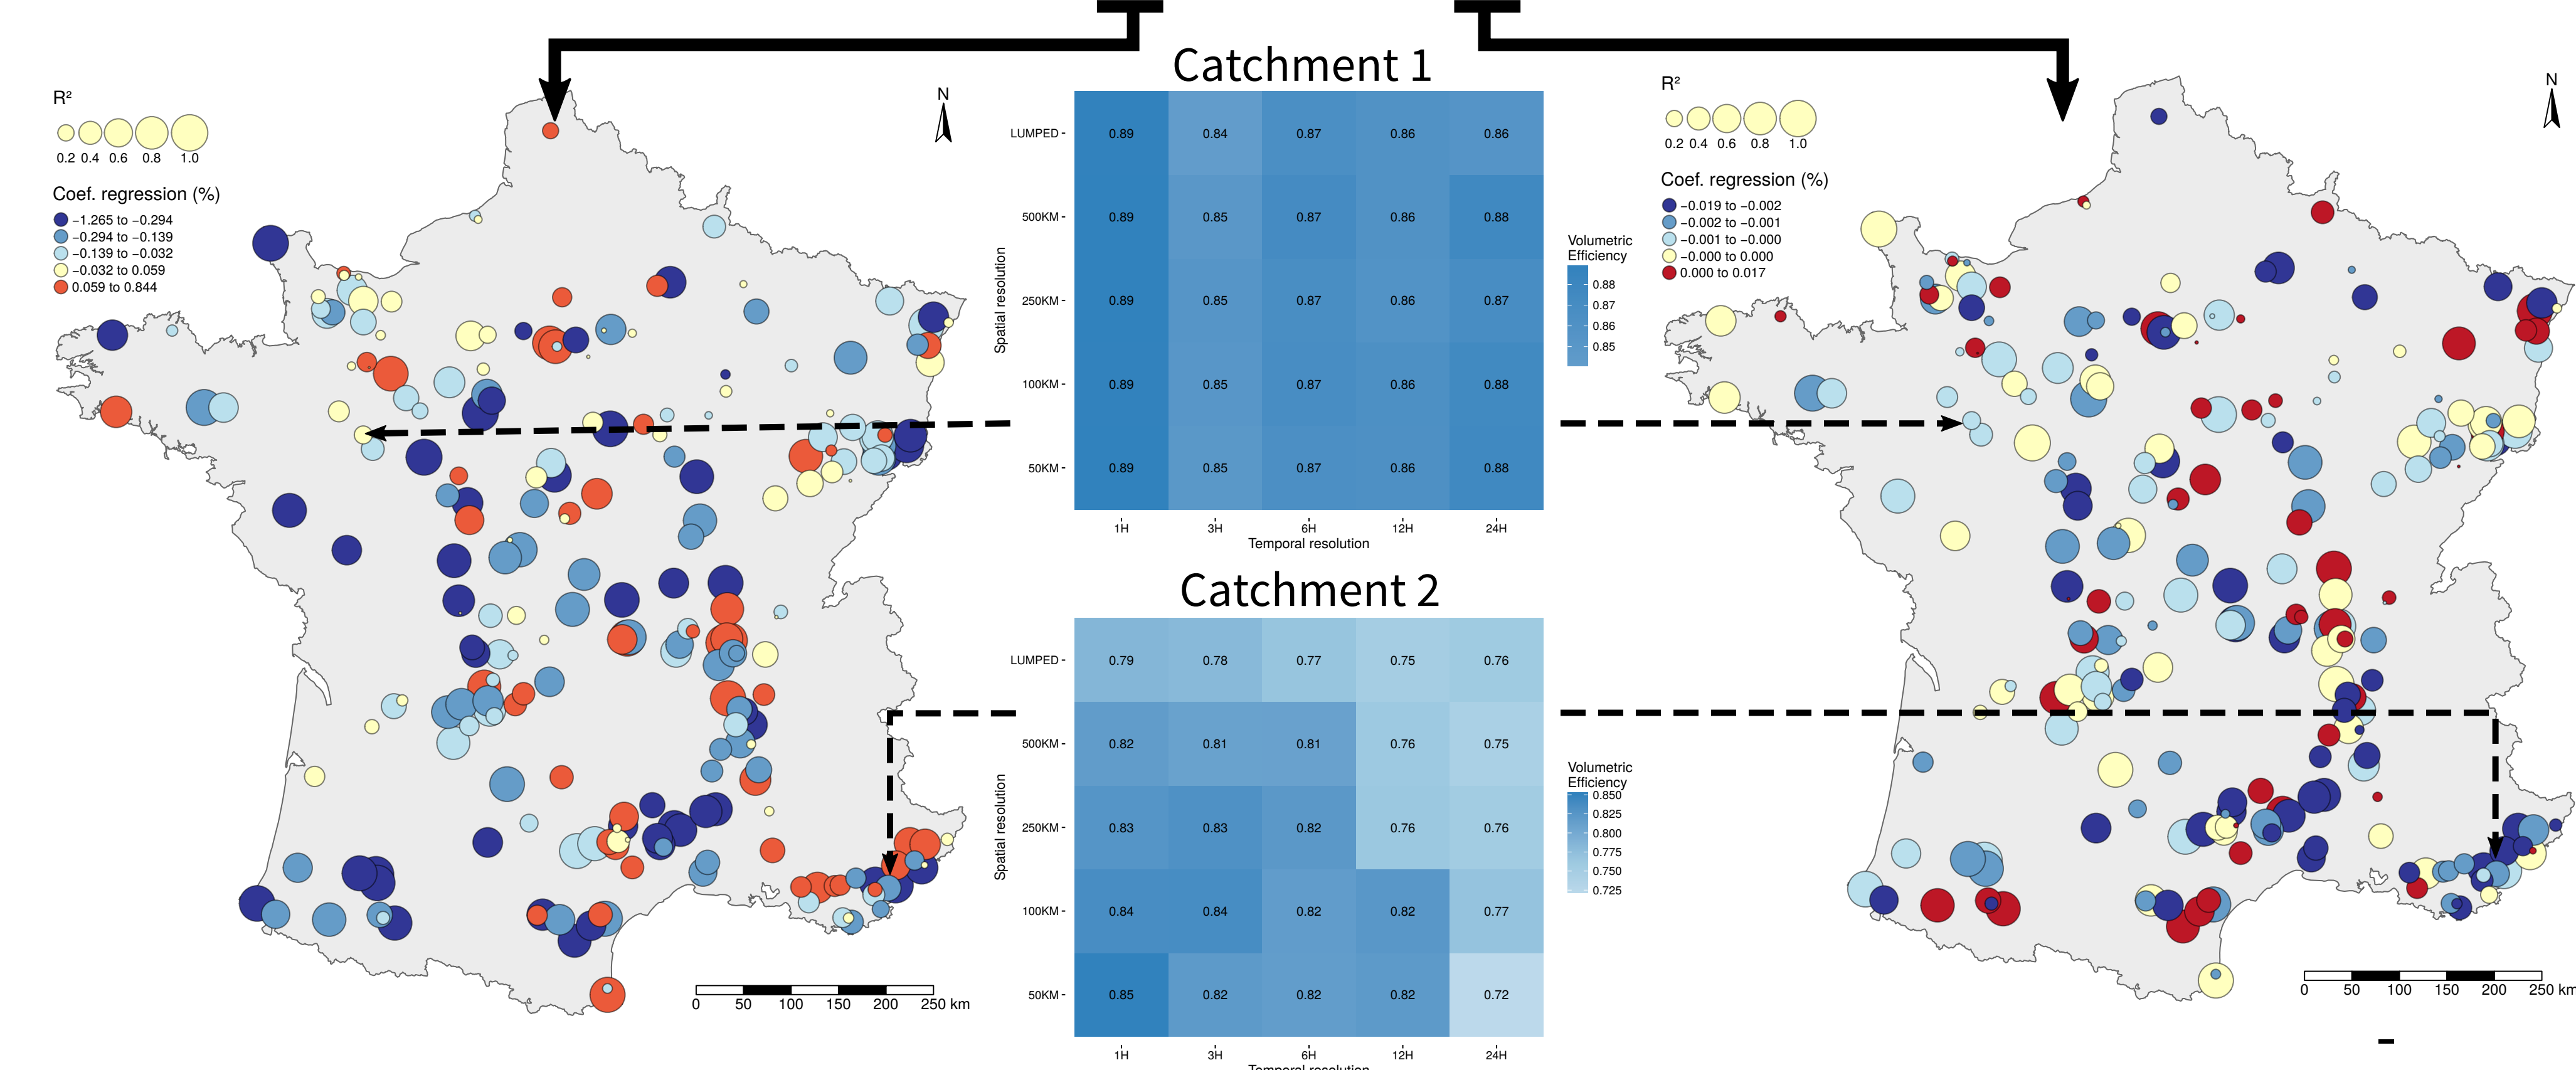 R²
0.2 0.4 0.6 0.8 1.0
Coef. regression (%)
−1.265 to −0.294
−0.294 to −0.139
−0.139 to −0.032
−0.032 to 0.059
0.059 to 0.844
N
0 50 100 150 200 250 km
Catchment 1
Spatial resolution
LUMPED 0.89 0.84 0.87 0.86 0.86
500KM 0.89 0.85 0.87 0.86 0.88
250KM 0.89 0.85 0.87 0.86 0.87
100KM 0.89 0.85 0.87 0.86 0.88
50KM 0.89 0.85 0.87 0.86 0.88
1H 3H 6H 12H 24H
Temporal resolution
Volumetric
Efficiency
0.88
0.87
0.86
0.85
Catchment 2
Spatial resolution
LUMPED 0.79 0.78 0.77 0.75 0.76
500KM 0.82 0.81 0.81 0.76 0.75
250KM 0.83 0.83 0.82 0.76 0.76
100KM 0.84 0.84 0.82 0.82 0.77
50KM 0.85 0.82 0.82 0.82 0.72
1H 3H 6H 12H 24H
Temporal resolution
Volumetric
Efficiency
0.850
0.825
0.800
0.775
0.750
0.725
R²
0.2 0.4 0.6 0.8 1.0
Coef. regression (%)
−0.019 to −0.002
−0.002 to −0.001
−0.001 to −0.000
−0.000 to 0.000
0.000 to 0.017
N
0 50 100 150 200 250 km